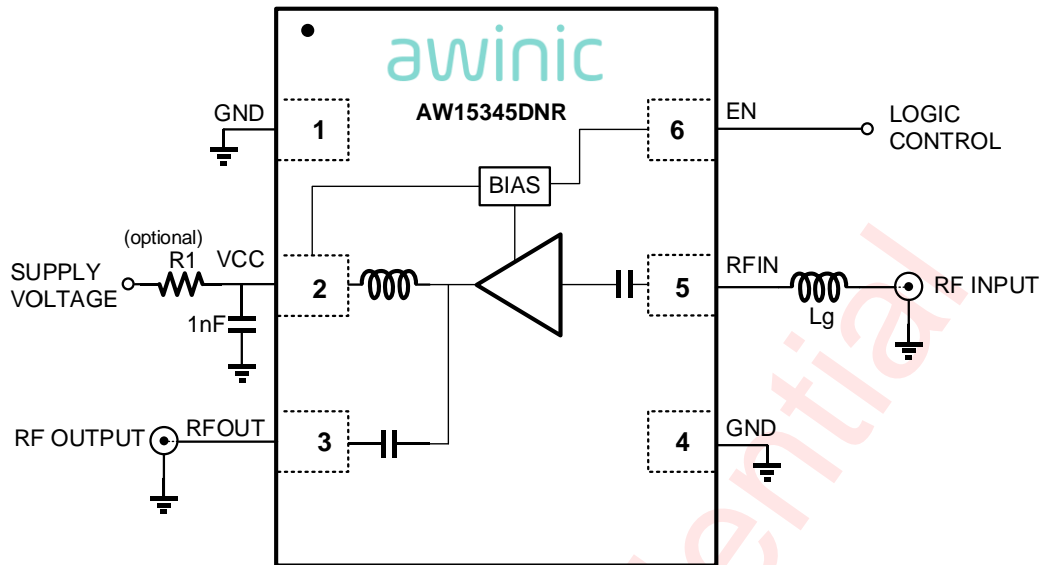 awinic
AW15345DNR
GND
1
6
EN
LOGIC
CONTROL
BIAS
(optional)
R1
VCC
SUPPLY
VOLTAGE
2
5
RFIN
RF INPUT
1nF
Lg
RF OUTPUT
RFOUT
3
4
GND